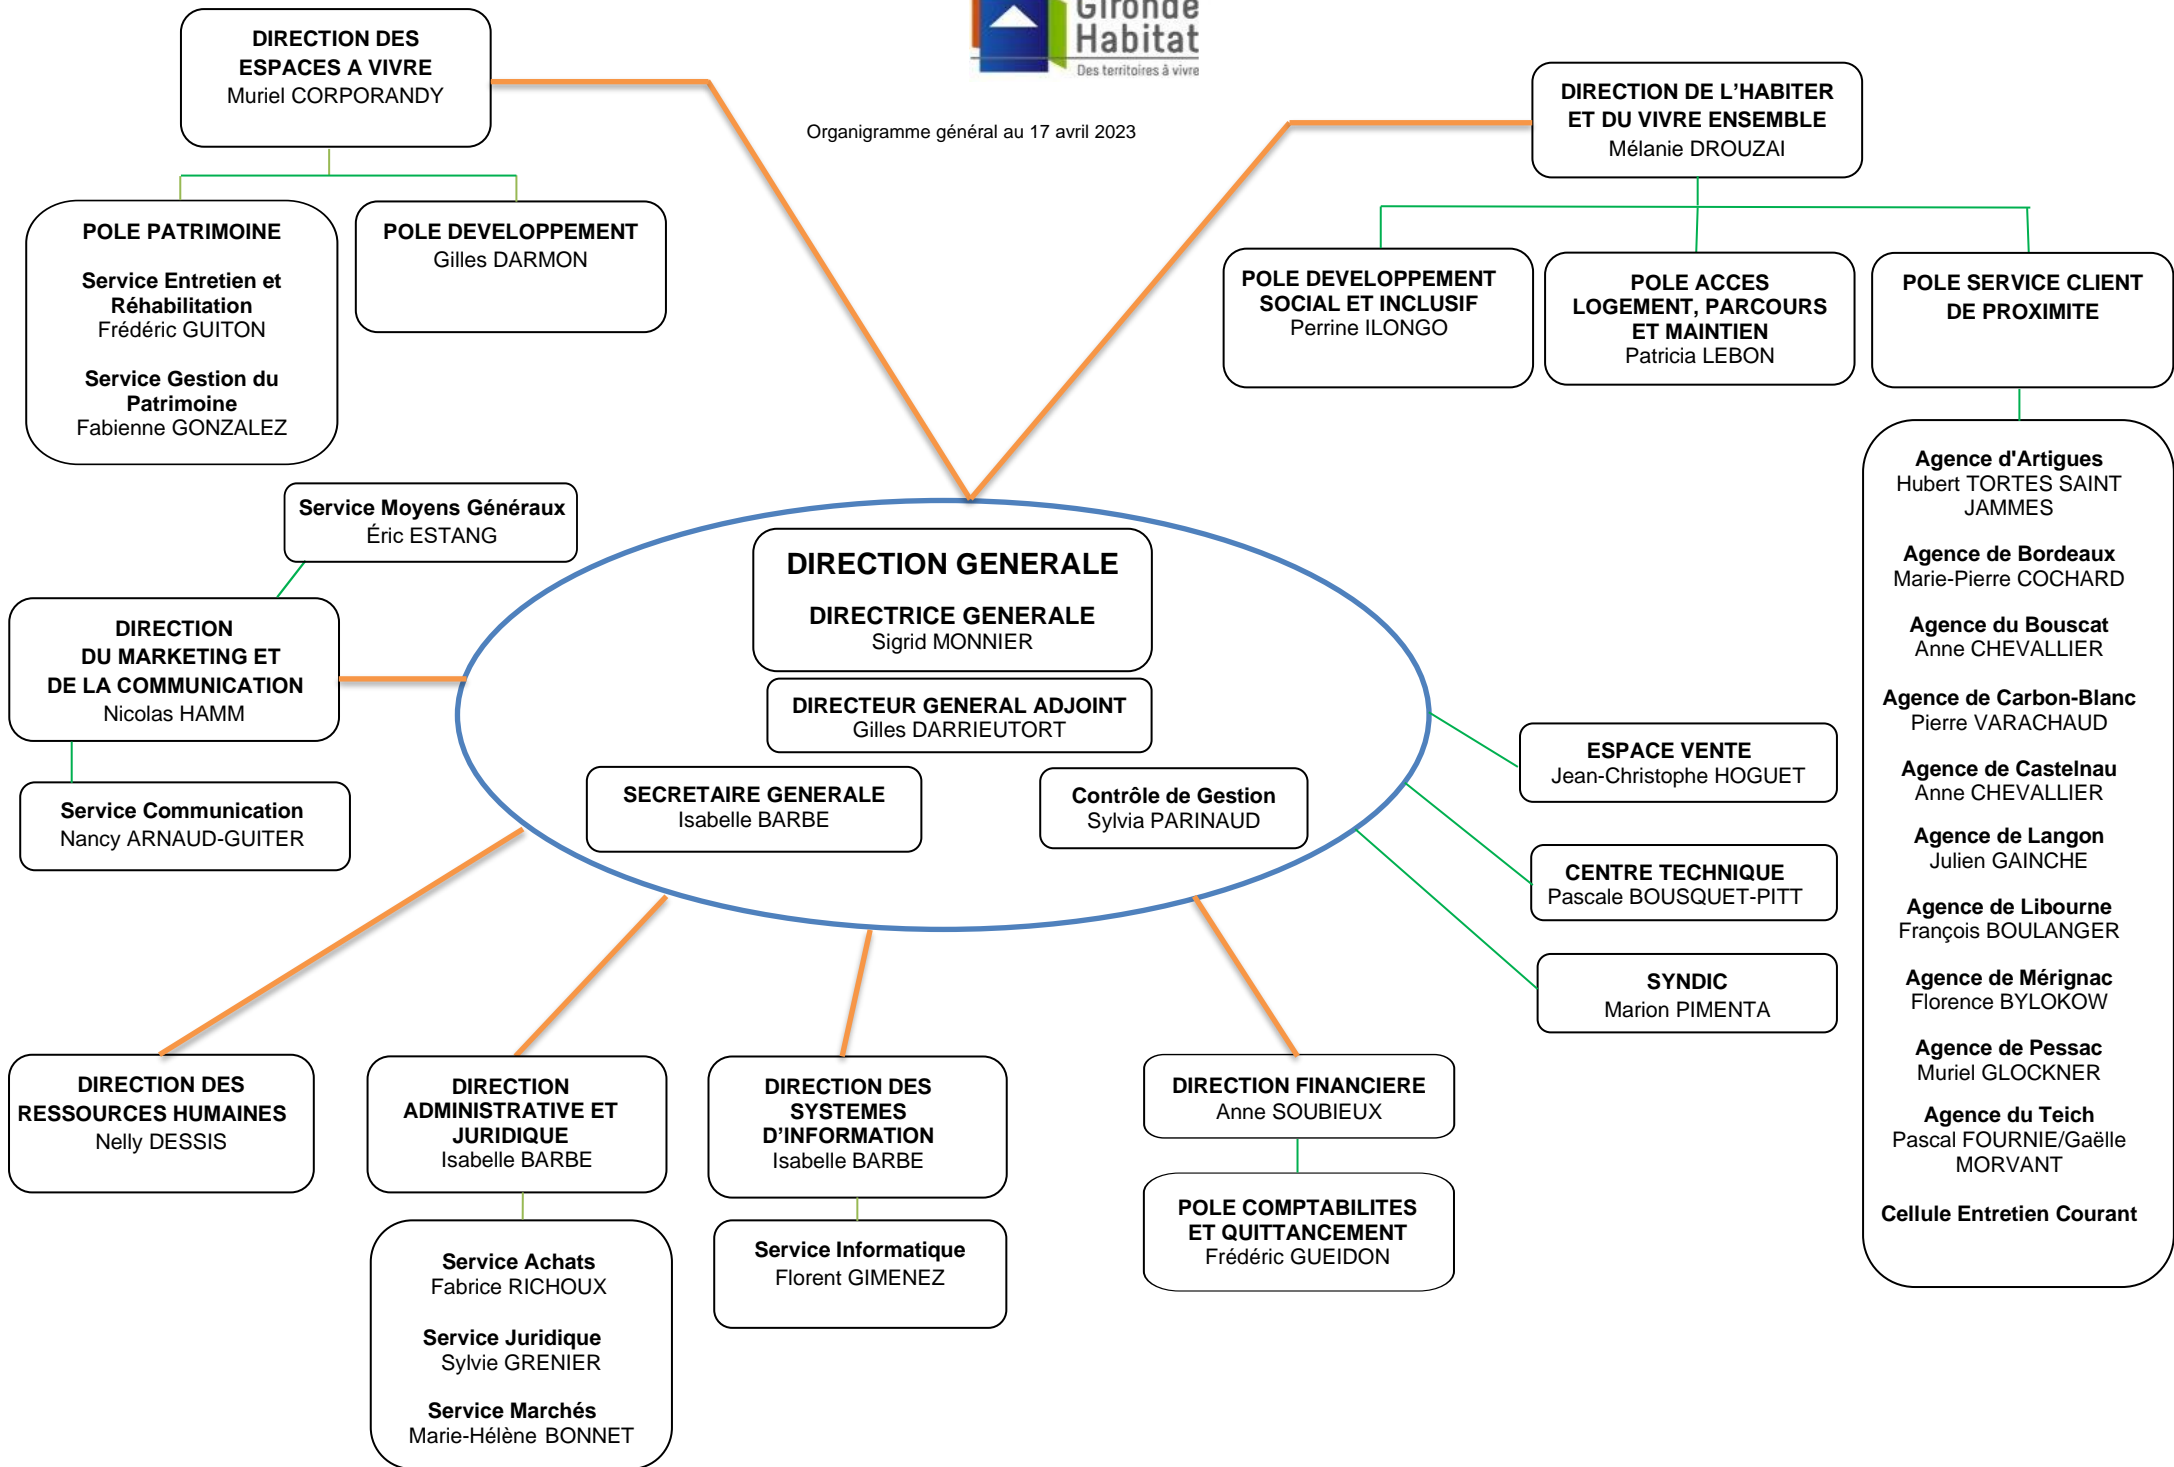 Gironde
Habitat
Des territoires à vivre
Organigramme général au 17 avril 2023
DIRECTION DES
ESPACES A VIVRE
Muriel CORPORANDY
POLE PATRIMOINE
Service Entretien et
Réhabilitation
Frédéric GUITON
Service Gestion du
Patrimoine
Fabienne GONZALEZ
POLE DEVELOPPEMENT
Gilles DARMON
DIRECTION DE L’HABITER
ET DU VIVRE ENSEMBLE
Mélanie DROUZAI
POLE DEVELOPPEMENT
SOCIAL ET INCLUSIF
Perrine ILONGO
POLE ACCES
LOGEMENT, PARCOURS
ET MAINTIEN
Patricia LEBON
POLE SERVICE CLIENT
DE PROXIMITE
Agence d'Artigues
Hubert TORTES SAINT
JAMMES
Agence de Bordeaux
Marie-Pierre COCHARD
Agence du Bouscat
Anne CHEVALLIER
Agence de Carbon-Blanc
Pierre VARACHAUD
Agence de Castelnau
Anne CHEVALLIER
Agence de Langon
Julien GAINCHE
Agence de Libourne
François BOULANGER
Agence de Mérignac
Florence BYLOKOW
Agence de Pessac
Muriel GLOCKNER
Agence du Teich
Pascal FOURNIE/Gaëlle
MORVANT
Cellule Entretien Courant
Service Moyens Généraux
Éric ESTANG
DIRECTION
DU MARKETING ET
DE LA COMMUNICATION
Nicolas HAMM
Service Communication
Nancy ARNAUD-GUITER
DIRECTION GENERALE
DIRECTRICE GENERALE
Sigrid MONNIER
DIRECTEUR GENERAL ADJOINT
Gilles DARRIEUTORT
SECRETAIRE GENERALE
Isabelle BARBE
Contrôle de Gestion
Sylvia PARINAUD
ESPACE VENTE
Jean-Christophe HOGUET
CENTRE TECHNIQUE
Pascale BOUSQUET-PITT
SYNDIC
Marion PIMENTA
DIRECTION DES
RESSOURCES HUMAINES
Nelly DESSIS
DIRECTION
ADMINISTRATIVE ET
JURIDIQUE
Isabelle BARBE
Service Achats
Fabrice RICHOUX
Service Juridique
Sylvie GRENIER
Service Marchés
Marie-Hélène BONNET
DIRECTION DES
SYSTEMES
D’INFORMATION
Isabelle BARBE
Service Informatique
Florent GIMENEZ
DIRECTION FINANCIERE
Anne SOUBIEUX
POLE COMPTABILITES
ET QUITTANCEMENT
Frédéric GUEIDON